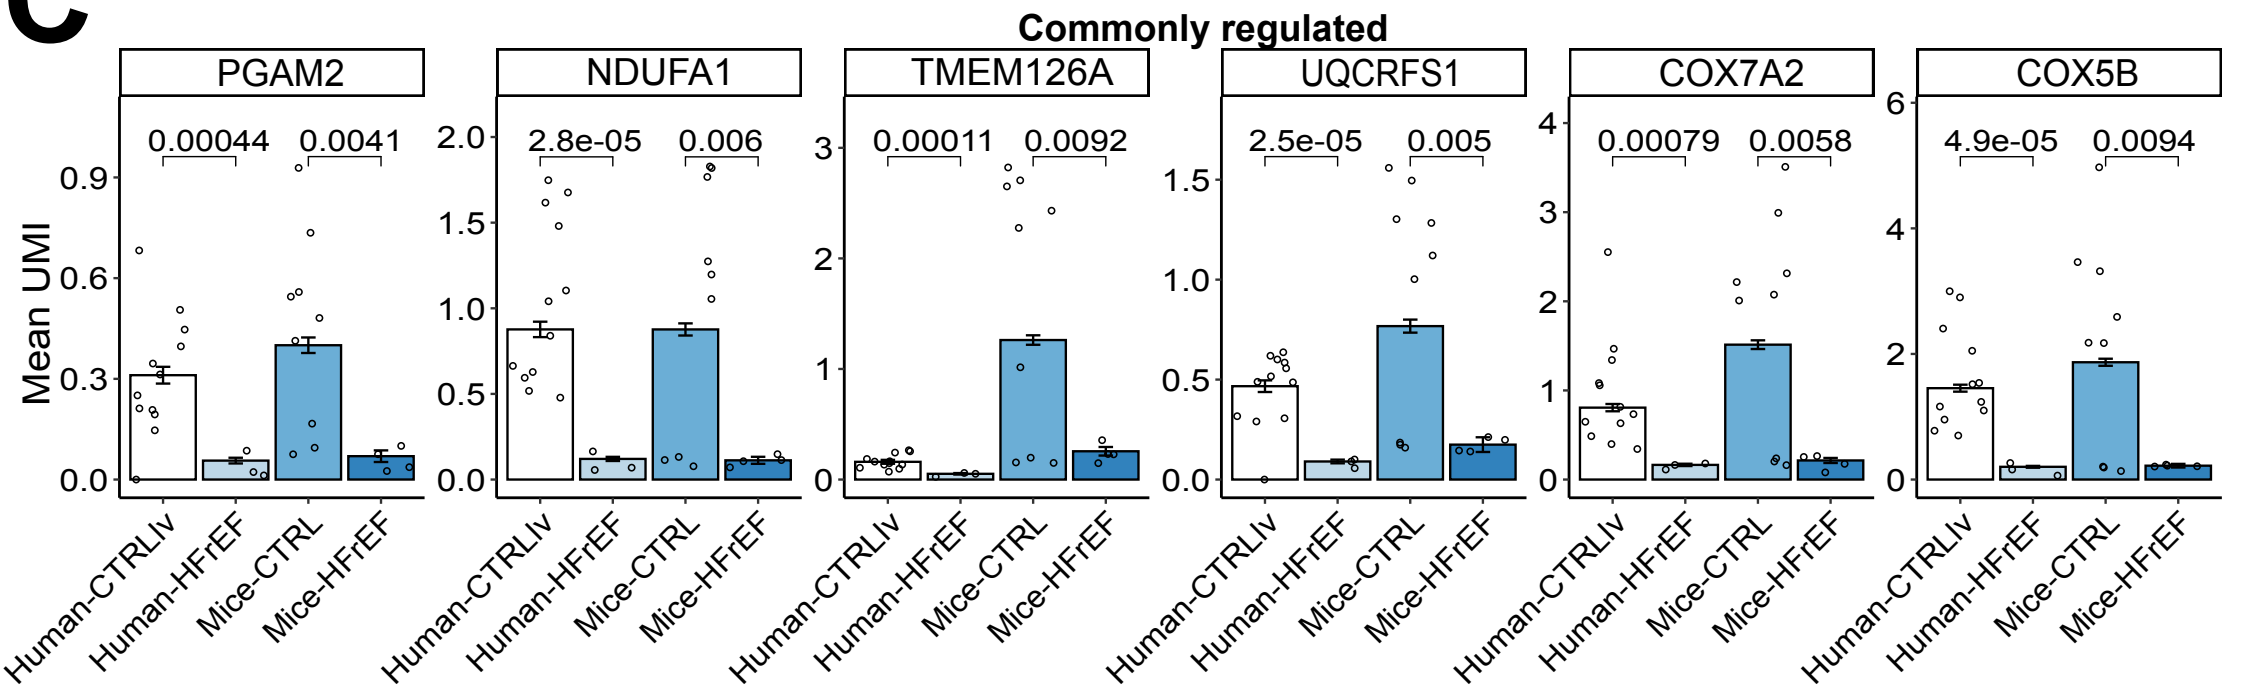 C
Commonly regulated
PGAM2 NDUFA1 TMEM126A UQCRFS1 COX7A2 COX5B
Mean UMI
0.00044 0.0041
0.9
0.6
0.3
0.0
Human-CTRLlv
Human-HFrEF
Mice-CTRL
Mice-HFrEF
2.8e-05 0.006
2.0
1.5
1.0
0.5
0.0
Human-CTRLlv
Human-HFrEF
Mice-CTRL
Mice-HFrEF
0.00011 0.0092
3
2
1
0
Human-CTRLlv
Human-HFrEF
Mice-CTRL
Mice-HFrEF
2.5e-05 0.005
1.5
1.0
0.5
0.0
Human-CTRLlv
Human-HFrEF
Mice-CTRL
Mice-HFrEF
0.00079 0.0058
4
3
2
1
0
Human-CTRLlv
Human-HFrEF
Mice-CTRL
Mice-HFrEF
4.9e-05 0.0094
6
4
2
0
Human-CTRLlv
Human-HFrEF
Mice-CTRL
Mice-HFrEF